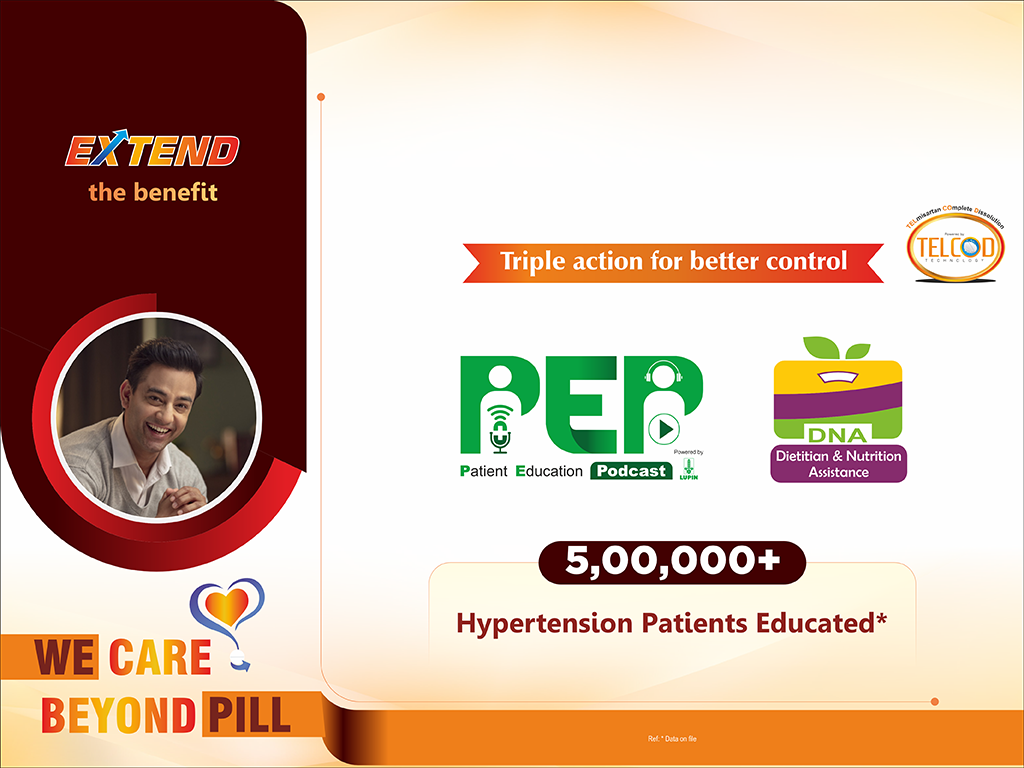 EXTEND
the benefit
TELmisartan COmplete Dissolution
Powered by
TELCOD
TECHNOLOGY
Triple action for better control
PEP
Patient Education Podcast
Powered by
LUPIN
DNA
Dietitian & Nutrition
Assistance
5,00,000+
Hypertension Patients Educated*
WE CARE
BEYOND PILL
Ref: * Data on file